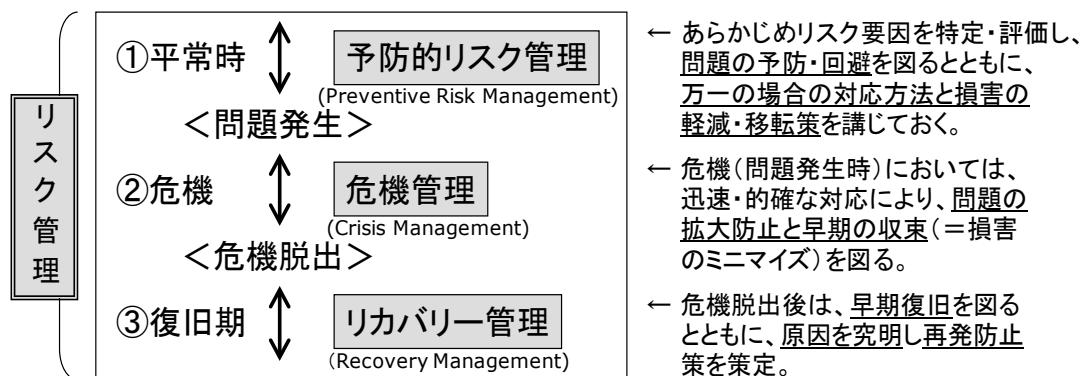 リスク管理
①平常時
予防的リスク管理
(Preventive Risk Management)
← あらかじめリスク要因を特定・評価し、
問題の予防・回避を図るとともに、
万一の場合の対応方法と損害の
軽減・移転策を講じておく。
＜問題発生＞
②危機
危機管理
(Crisis Management)
← 危機(問題発生時)においては、
迅速・的確な対応により、問題の
拡大防止と早期の収束(＝損害
のミニマイズ)を図る。
＜危機脱出＞
③復旧期
リカバリー管理
(Recovery Management)
← 危機脱出後は、早期復旧を図る
とともに、原因を究明し再発防止
策を策定。